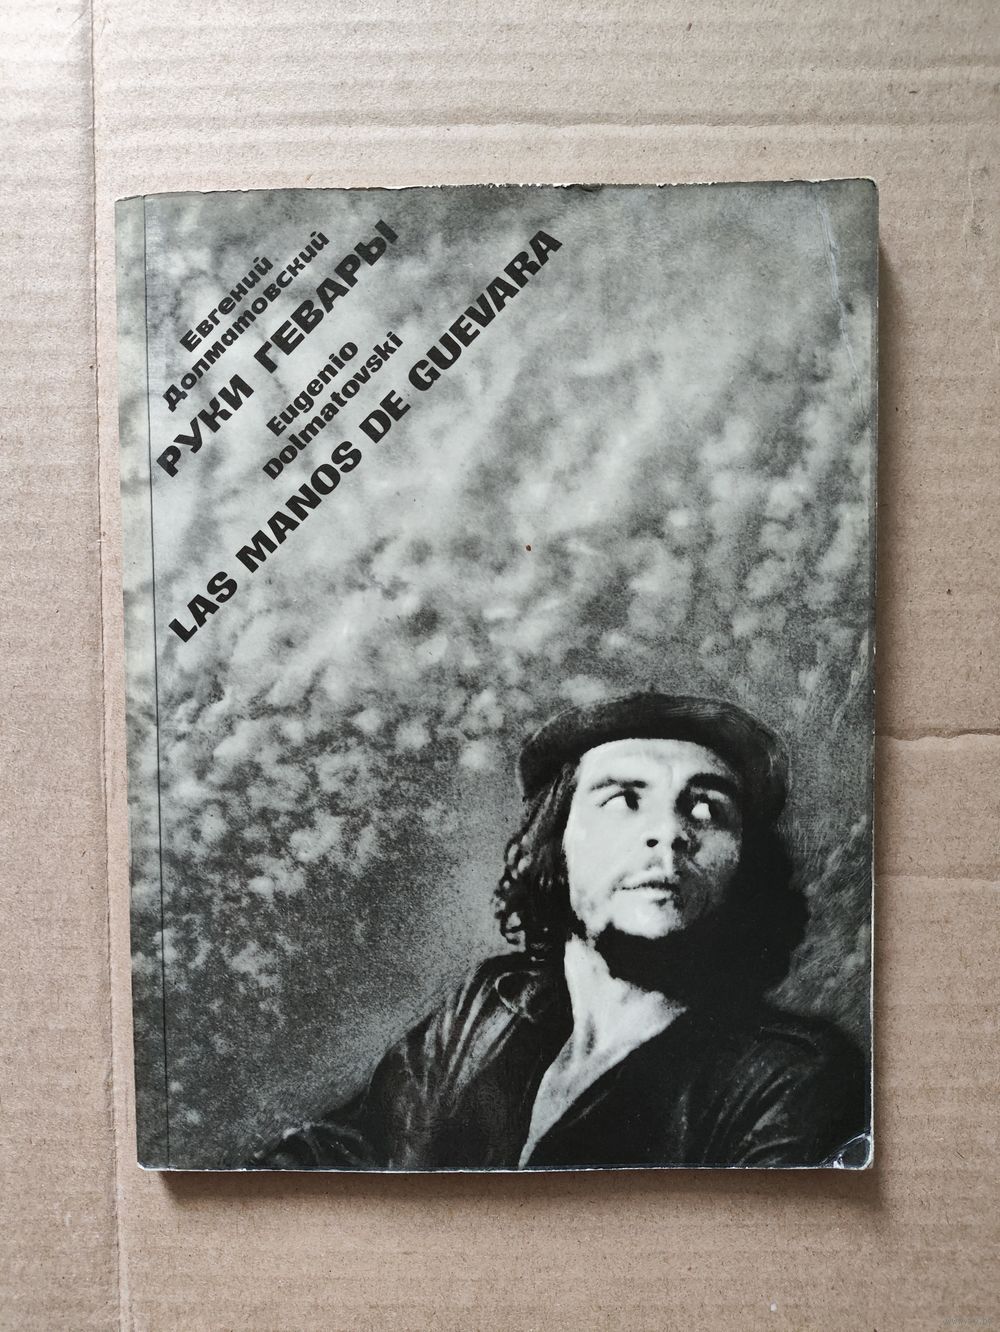 Евгений
Долматовский
РУКИ ГЕВАРЫ
Eugenio
Dolmatovski
LAS MANOS DE GUEVARA